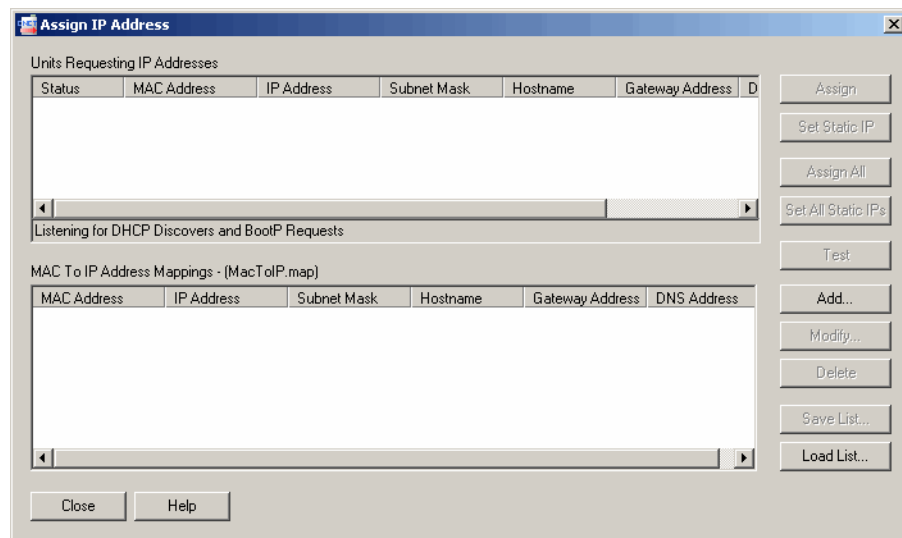 Assign IP Address
Units Requesting IP Addresses
Status MAC Address IP Address Subnet Mask Hostname Gateway Address D
Listening for DHCP Discovers and BootP Requests
Assign
Set Static IP
Assign All
Set All Static IPs
Test
MAC To IP Address Mappings - (MacToIP.map)
MAC Address IP Address Subnet Mask Hostname Gateway Address DNS Address
Add...
Modify...
Delete
Save List...
Load List...
Close Help